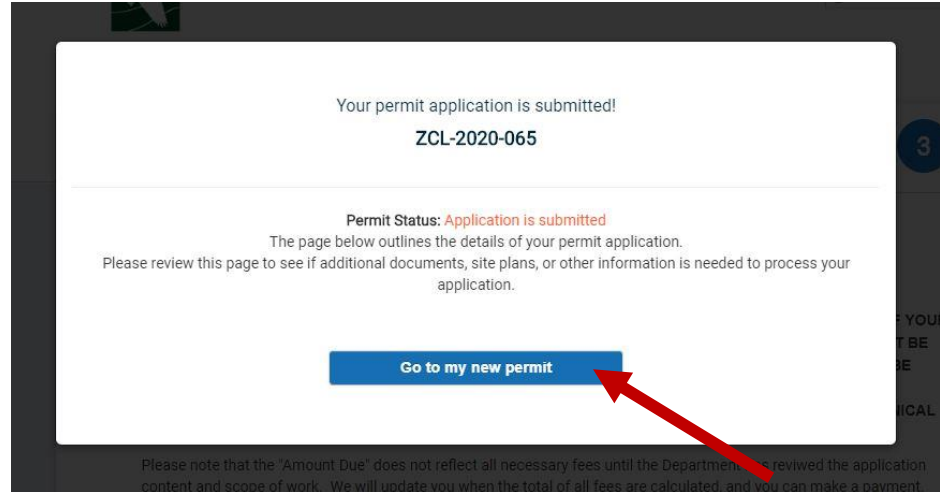 Your permit application is submitted!
ZCL-2020-065
3
Permit Status: Application is submitted
The page below outlines the details of your permit application.
Please review this page to see if additional documents, site plans, or other information is needed to process your
application.
YOUR
BE
Go to my new permit
Please note that the "Amount Due" does not reflect all necessary fees until the Department reviwed the application
content and scope of work. We will update you when the total of all fees are calculated, and you can make a payment